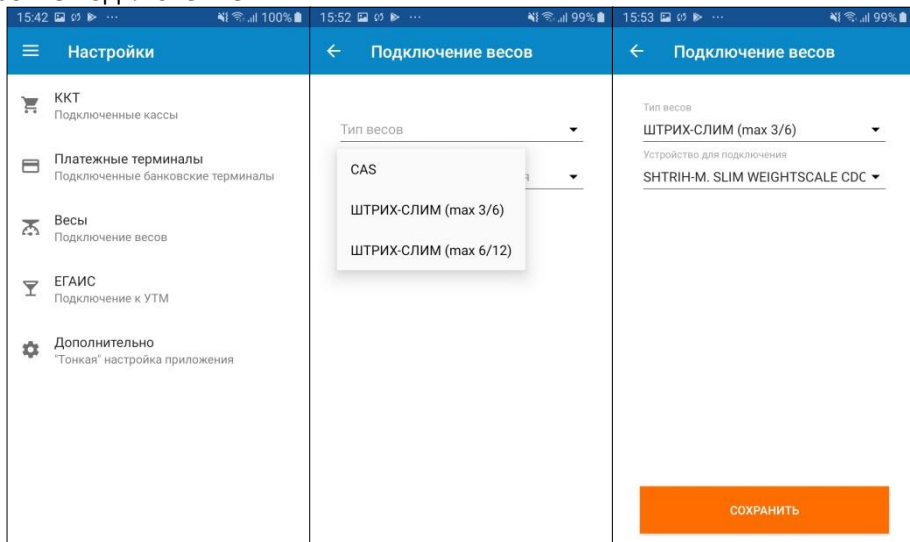 15:42 ... 100%
Настройки
ККТ
Подключенные кассы
Платежные терминалы
Подключенные банковские терминалы
Весы
Подключение весов
ЕГАИС
Подключение к УТМ
Дополнительно
"Тонкая" настройка приложения
15:52 ... 99%
Подключение весов
Тип весов
CAS
ШТРИХ-СЛИМ (max 3/6)
ШТРИХ-СЛИМ (max 6/12)
15:53 ... 99%
Подключение весов
Тип весов
ШТРИХ-СЛИМ (max 3/6)
Устройство для подключения
SHTRIH-M. SLIM WEIGHTSCALE CDC
СОХРАНИТЬ